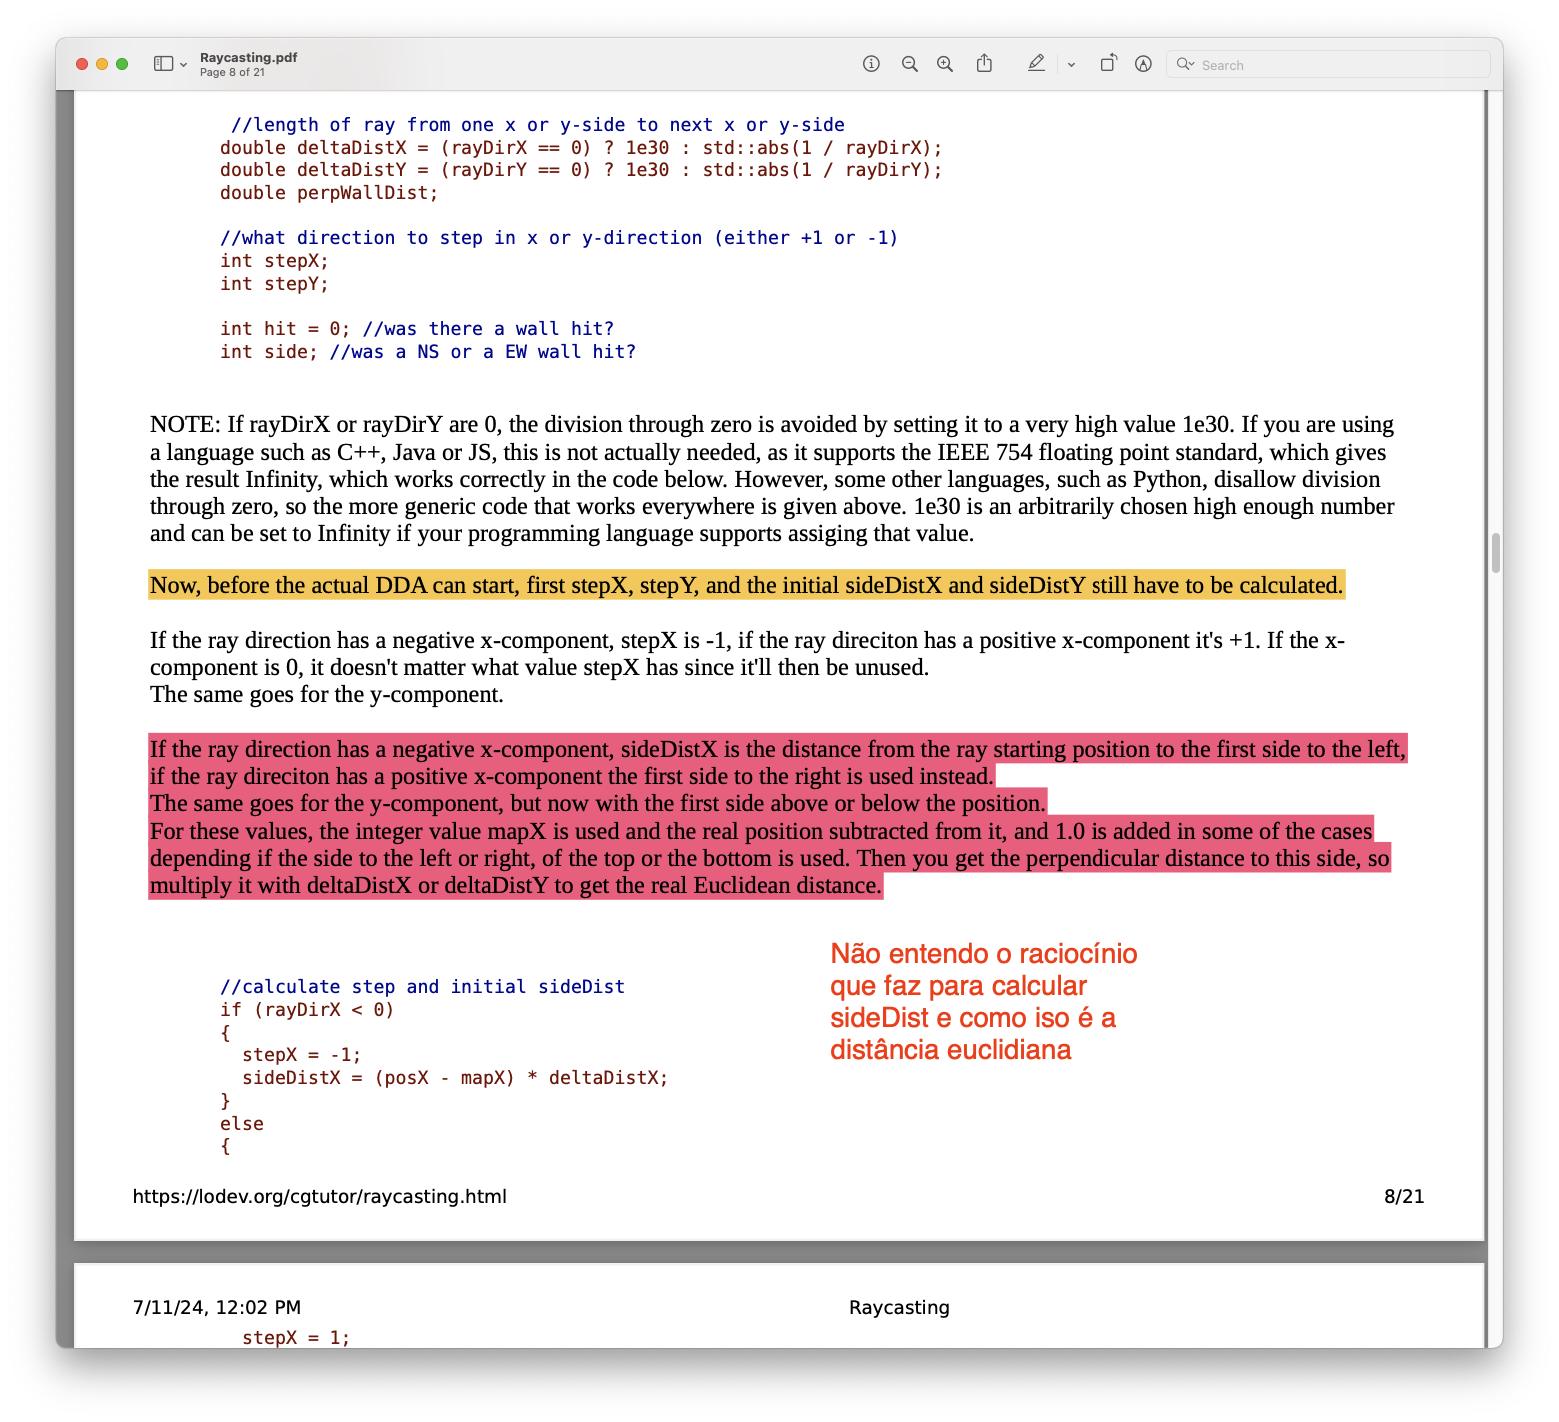 Raycasting.pdf
Page 8 of 21
Search
//length of ray from one x or y-side to next x or y-side
double deltaDistX = (rayDirX == 0) ? 1e30 : std::abs(1 / rayDirX);
double deltaDistY = (rayDirY == 0) ? 1e30 : std::abs(1 / rayDirY);
double perpWallDist;
//what direction to step in x or y-direction (either +1 or -1)
int stepX;
int stepY;
int hit = 0; //was there a wall hit?
int side; //was a NS or a EW wall hit?
NOTE: If rayDirX or rayDirY are 0, the division through zero is avoided by setting it to a very high value 1e30. If you are using
a language such as C++, Java or JS, this is not actually needed, as it supports the IEEE 754 floating point standard, which gives
the result Infinity, which works correctly in the code below. However, some other languages, such as Python, disallow division
through zero, so the more generic code that works everywhere is given above. 1e30 is an arbitrarily chosen high enough number
and can be set to Infinity if your programming language supports assiging that value.
Now, before the actual DDA can start, first stepX, stepY, and the initial sideDistX and sideDistY still have to be calculated.
If the ray direction has a negative x-component, stepX is -1, if the ray direciton has a positive x-component it's +1. If the x-
component is 0, it doesn't matter what value stepX has since it'll then be unused.
The same goes for the y-component.
If the ray direction has a negative x-component, sideDistX is the distance from the ray starting position to the first side to the left,
if the ray direciton has a positive x-component the first side to the right is used instead.
The same goes for the y-component, but now with the first side above or below the position.
For these values, the integer value mapX is used and the real position subtracted from it, and 1.0 is added in some of the cases
depending if the side to the left or right, of the top or the bottom is used. Then you get the perpendicular distance to this side, so
multiply it with deltaDistX or deltaDistY to get the real Euclidean distance.
Não entendo o raciocínio
que faz para calcular
sideDist e como iso é a
distância euclidiana
//calculate step and initial sideDist
if (rayDirX < 0)
{
stepX = -1;
sideDistX = (posX - mapX) * deltaDistX;
}
else
{
https://lodev.org/cgtutor/raycasting.html
8/21
7/11/24, 12:02 PM
Raycasting
stepX = 1;